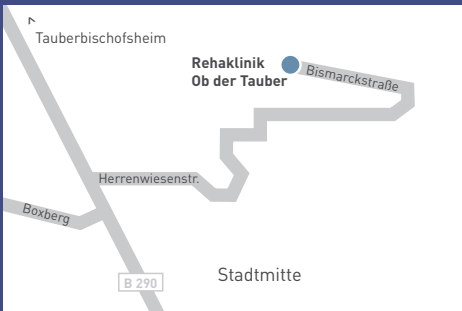 Tauberbischofsheim
Rehaklinik
Ob der Tauber
Bismarckstraße
Herrenwiesenstr.
Boxberg
B 290
Stadtmitte